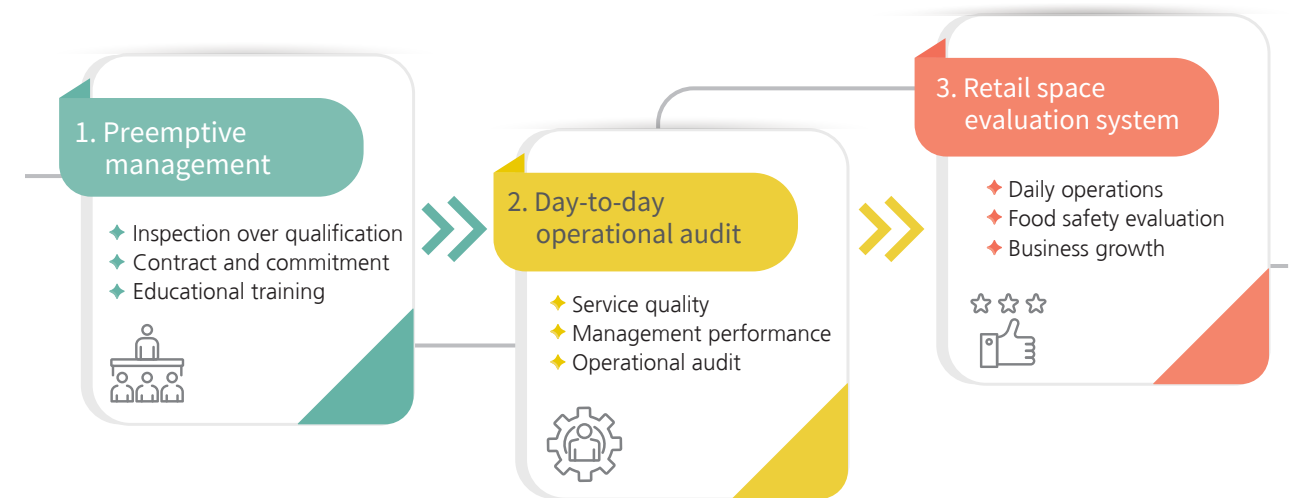 1. Preemptive
management
Inspection over qualification
Contract and commitment
Educational training
2. Day-to-day
operational audit
Service quality
Management performance
Operational audit
3. Retail space
evaluation system
Daily operations
Food safety evaluation
Business growth